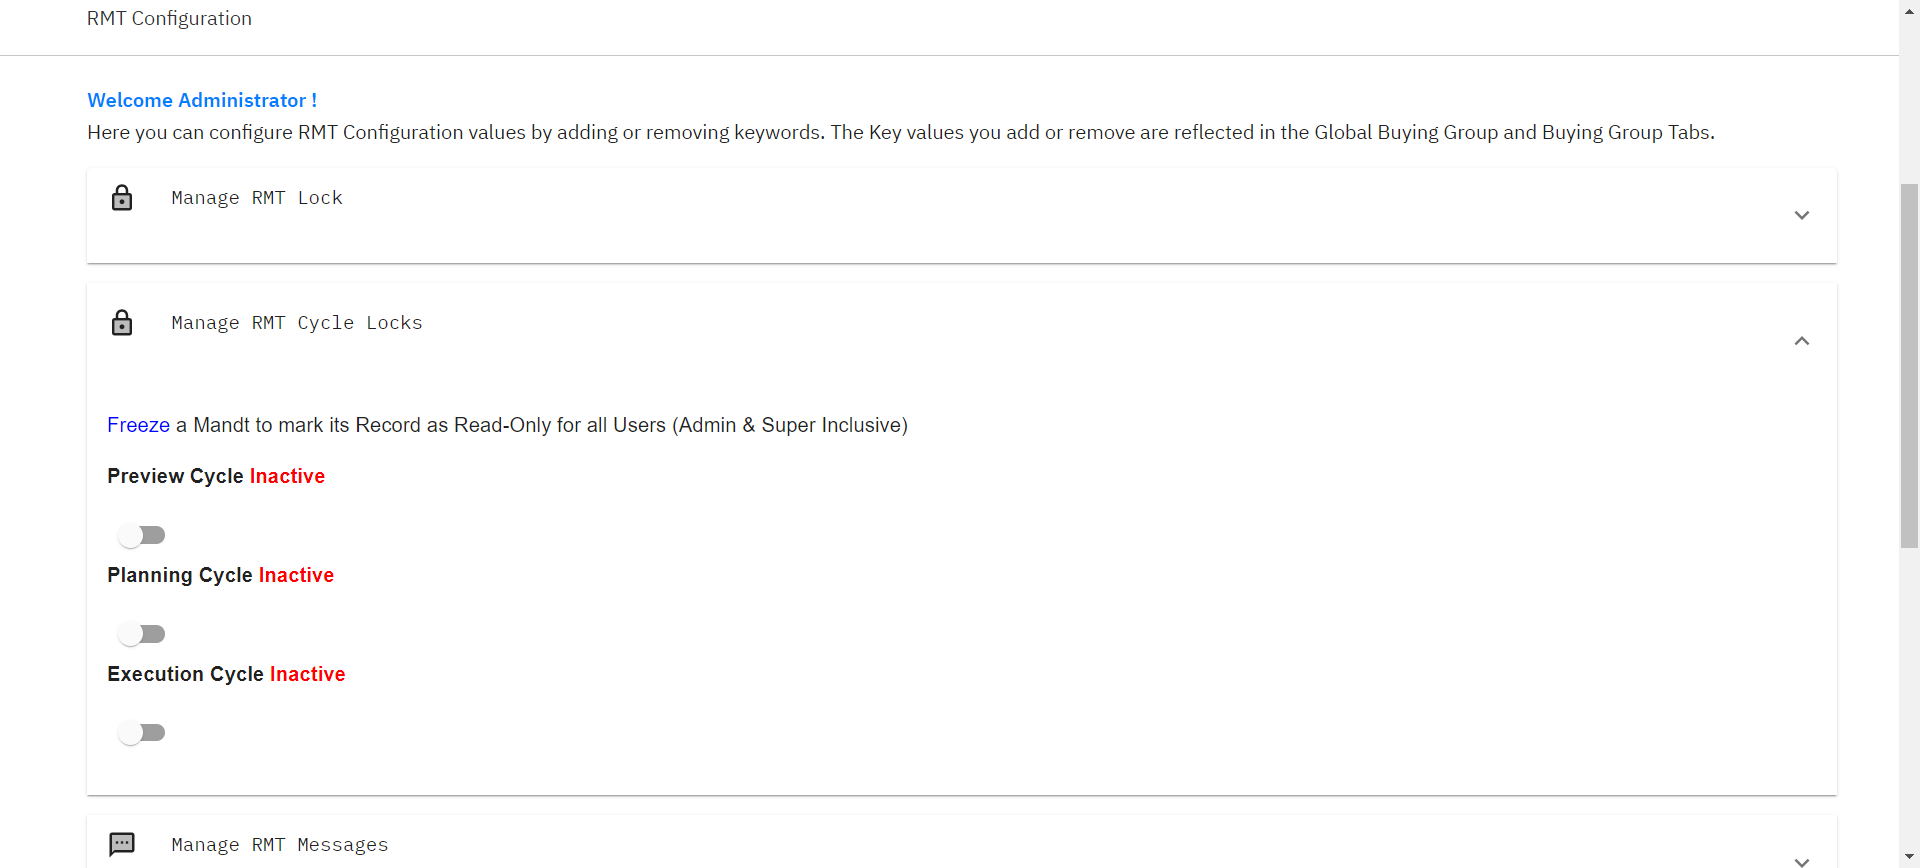 RMT Configuration
Welcome Administrator !
Here you can configure RMT Configuration values by adding or removing keywords. The Key values you add or remove are reflected in the Global Buying Group and Buying Group Tabs.
Manage RMT Lock
Manage RMT Cycle Locks
Freeze a Mandt to mark its Record as Read-Only for all Users (Admin & Super Inclusive)
Preview Cycle Inactive
Planning Cycle Inactive
Execution Cycle Inactive
Manage RMT Messages